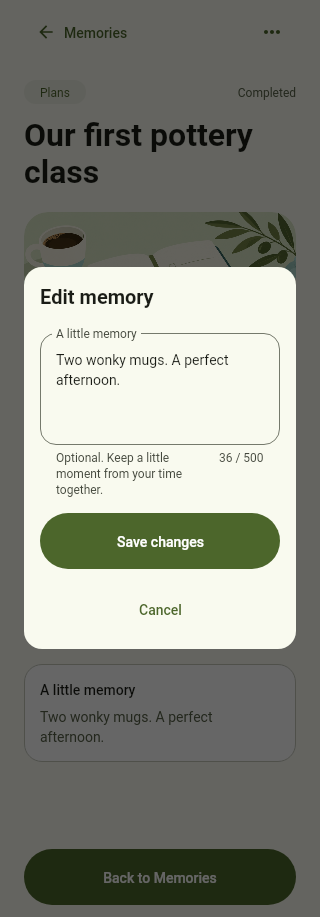 Memories
Plans
Completed
Our first pottery
class
Edit memory
A little memory
Two wonky mugs. A perfect
afternoon.
Optional. Keep a little
moment from your time
together.
36 / 500
Save changes
Cancel
A little memory
Two wonky mugs. A perfect
afternoon.
Back to Memories